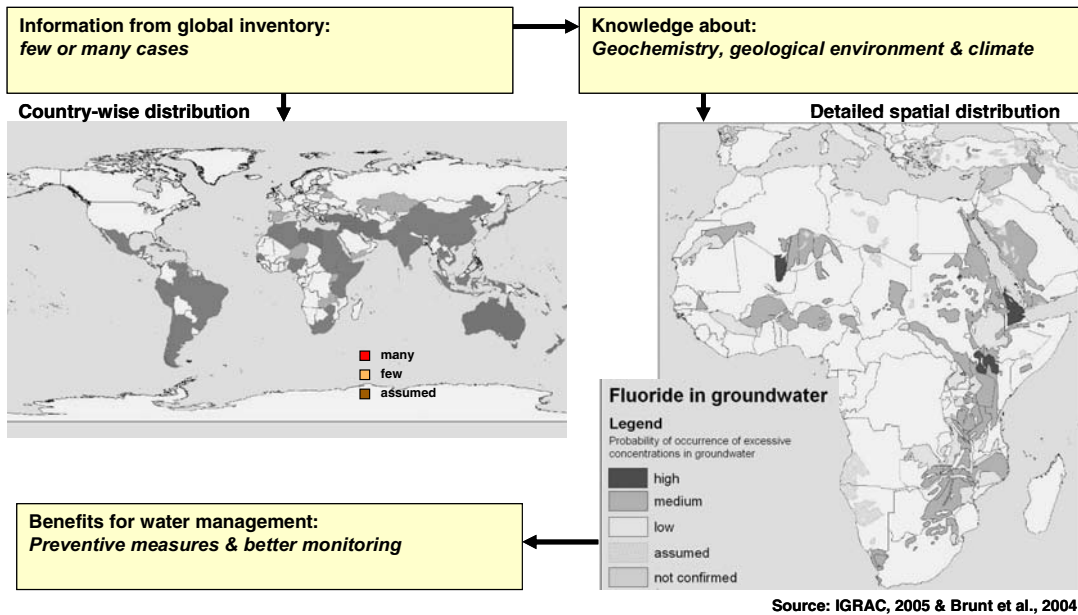 Information from global inventory:
few or many cases
Knowledge about:
Geochemistry, geological environment & climate
Country-wise distribution
Detailed spatial distribution
many
few
assumed
Fluoride in groundwater
Legend
Probability of occurrence of excessive
concentrations in groundwater
high
medium
low
assumed
not confirmed
Benefits for water management:
Preventive measures & better monitoring
Source: IGRAC, 2005 & Brunt et al., 2004